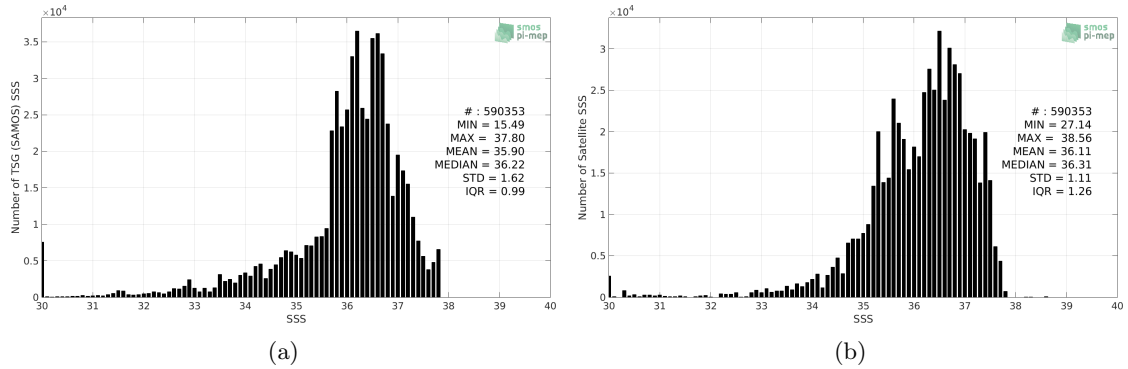 ×10⁴
Number of TSG (SAMOS) SSS
3.5
3
2.5
2
1.5
1
0.5
0
30 31 32 33 34 35 36 37 38 39 40
SSS
smos
pi-mep
# : 590353
MIN = 15.49
MAX = 37.80
MEAN = 35.90
MEDIAN = 36.22
STD = 1.62
IQR = 0.99
(a)
×10⁴
Number of Satellite SSS
3
2.5
2
1.5
1
0.5
0
30 31 32 33 34 35 36 37 38 39 40
SSS
smos
pi-mep
# : 590353
MIN = 27.14
MAX = 38.56
MEAN = 36.11
MEDIAN = 36.31
STD = 1.11
IQR = 1.26
(b)